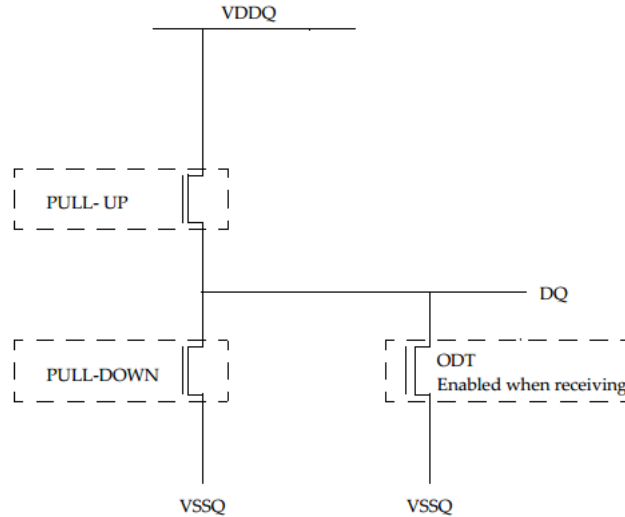 VDDQ
PULL- UP
DQ
PULL-DOWN
ODT
Enabled when receiving
VSSQ
VSSQ